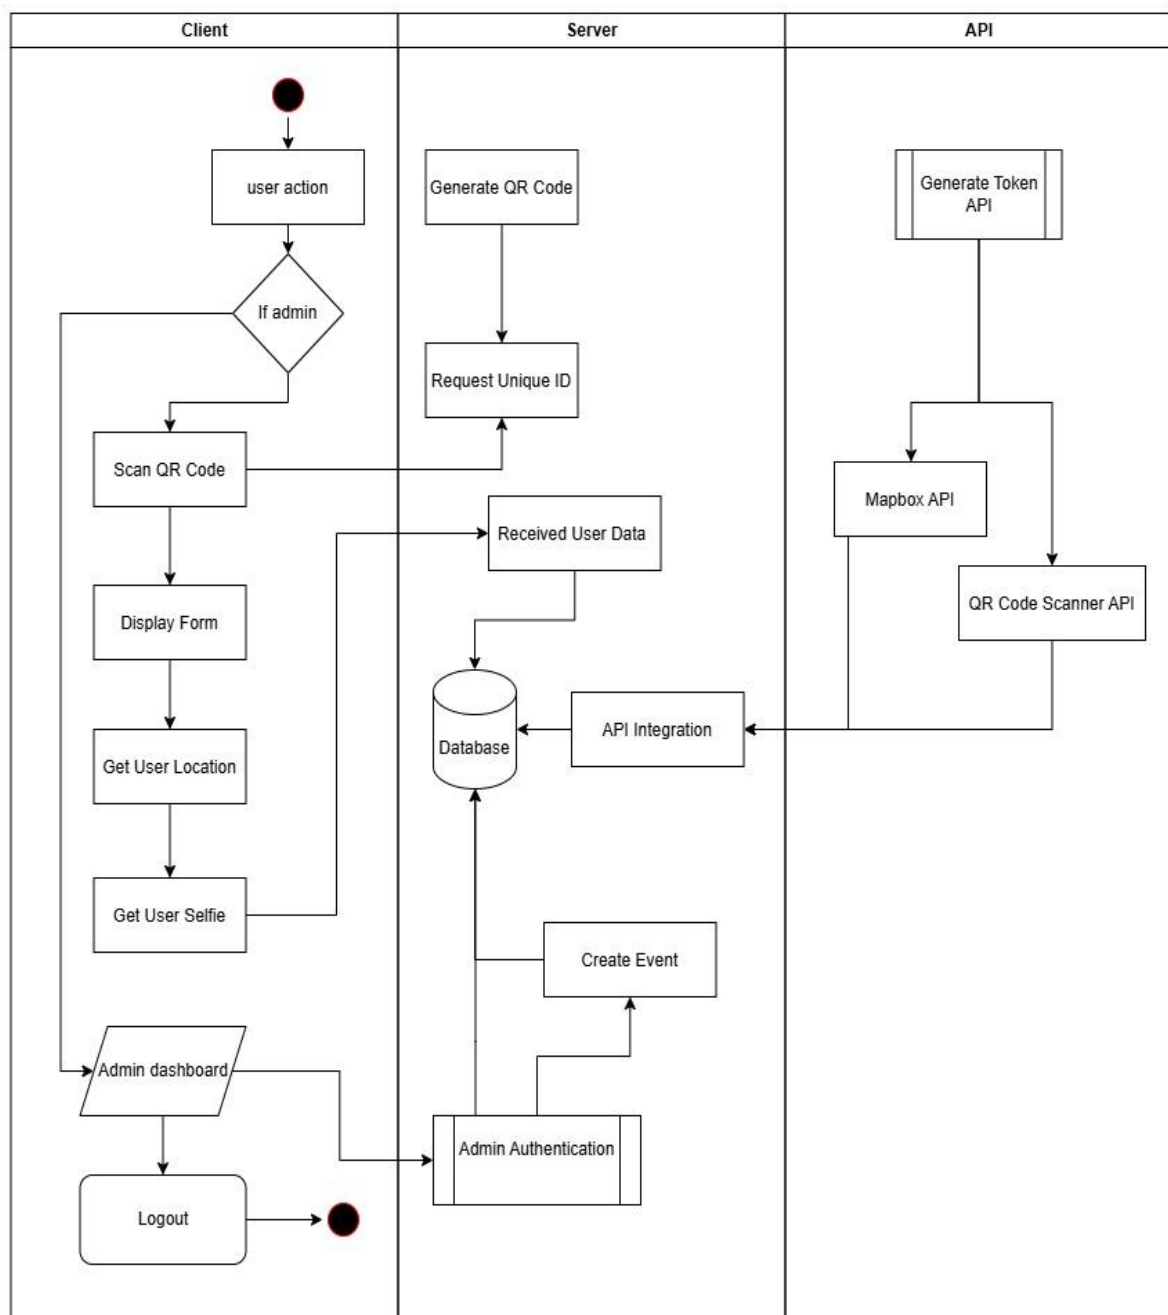 Client
Server
API
user action
Generate QR Code
Generate Token
API
If admin
Request Unique ID
Scan QR Code
Mapbox API
Received User Data
QR Code Scanner API
Display Form
API Integration
Database
Get User Location
Get User Selfie
Create Event
Admin dashboard
Admin Authentication
Logout